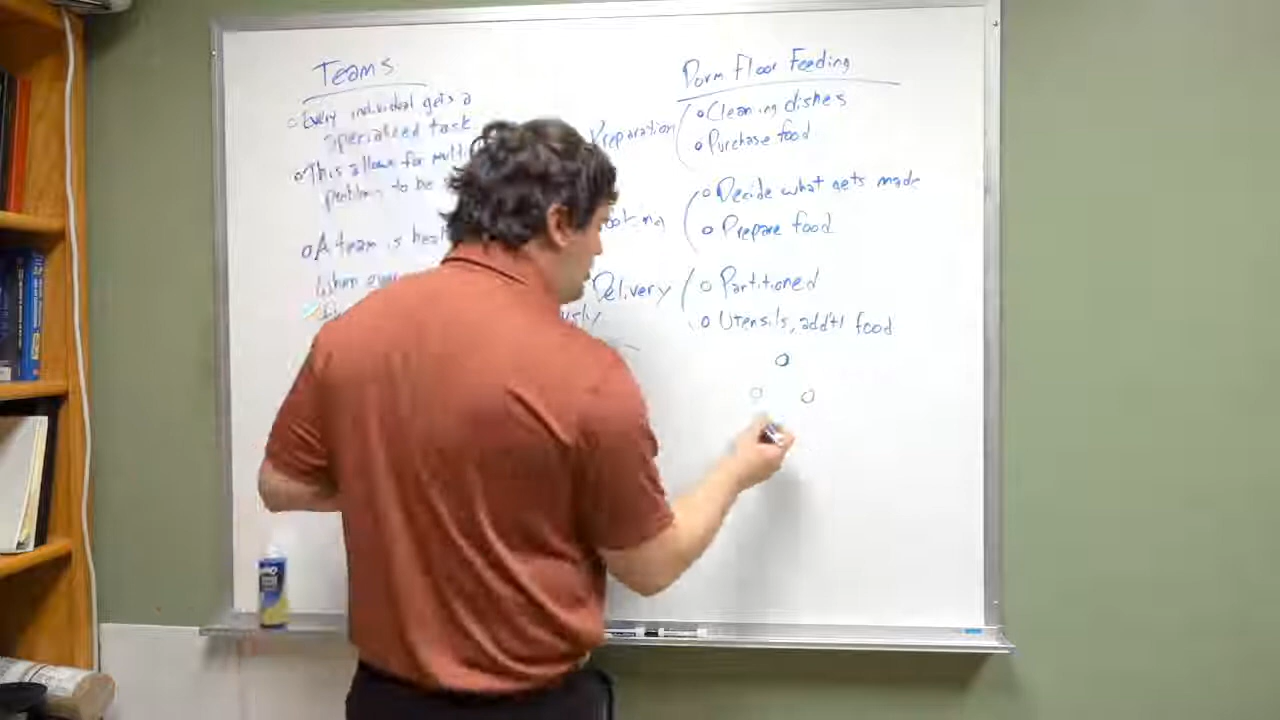 Teams
Every individual gets a
specialized task
This allows for multi
problems to be
A team is heal
when ever
usly
Dorm Floor Feeding
Preparation
Cleaning dishes
Purchase food
Decide what gets made
Prepare food
Delivery
Partitioned
Utensils, add'tl food